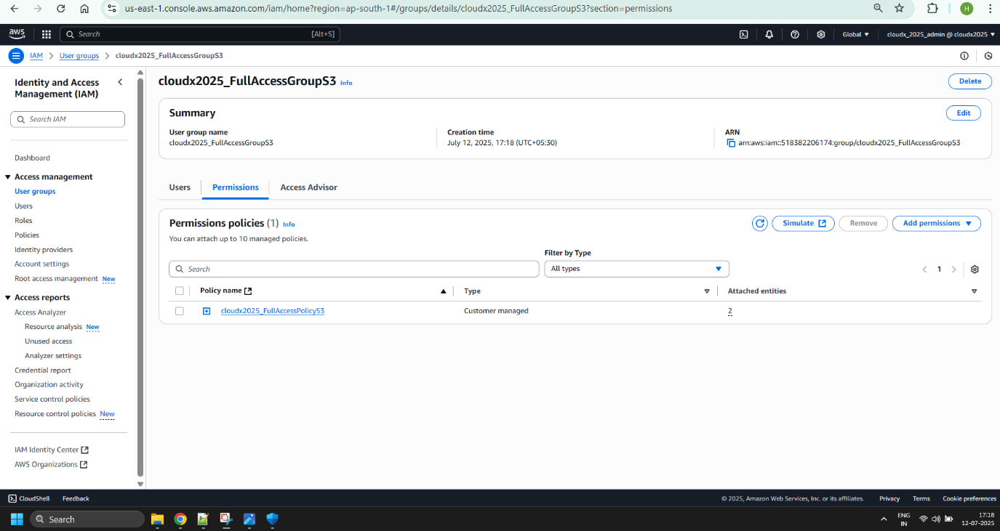 us-east-1.console.aws.amazon.com/iam/home?region=ap-south-1#/groups/details/cloudx2025_FullAccessGroupS3?section=permissions
H
aws
Search [Alt+S]
Global
cloudx_2025_admin @ cloudx2025
IAM > User groups > cloudx2025_FullAccessGroupS3
Identity and Access
Management (IAM)
Search IAM
Dashboard
Access management
User groups
Users
Roles
Policies
Identity providers
Account settings
Root access management New
Access reports
Access Analyzer
Resource analysis New
Unused access
Analyzer settings
Credential report
Organization activity
Service control policies
Resource control policies New
IAM Identity Center
AWS Organizations
cloudx2025_FullAccessGroupS3 Info
Delete
Summary
Edit
User group name
cloudx2025_FullAccessGroupS3
Creation time
July 12, 2025, 17:18 (UTC+05:30)
ARN
arn:aws:iam::518382206174:group/cloudx2025_FullAccessGroupS3
Users Permissions Access Advisor
Permissions policies (1) Info
Simulate Remove Add permissions
You can attach up to 10 managed policies.
Filter by Type
Search
All types
1
Policy name Type Attached entities
cloudx2025_FullAccessPolicyS3 Customer managed 2
CloudShell Feedback
© 2025, Amazon Web Services, Inc. or its affiliates. Privacy Terms Cookie preferences
Search
ENG
IN
17:18
12-07-2025